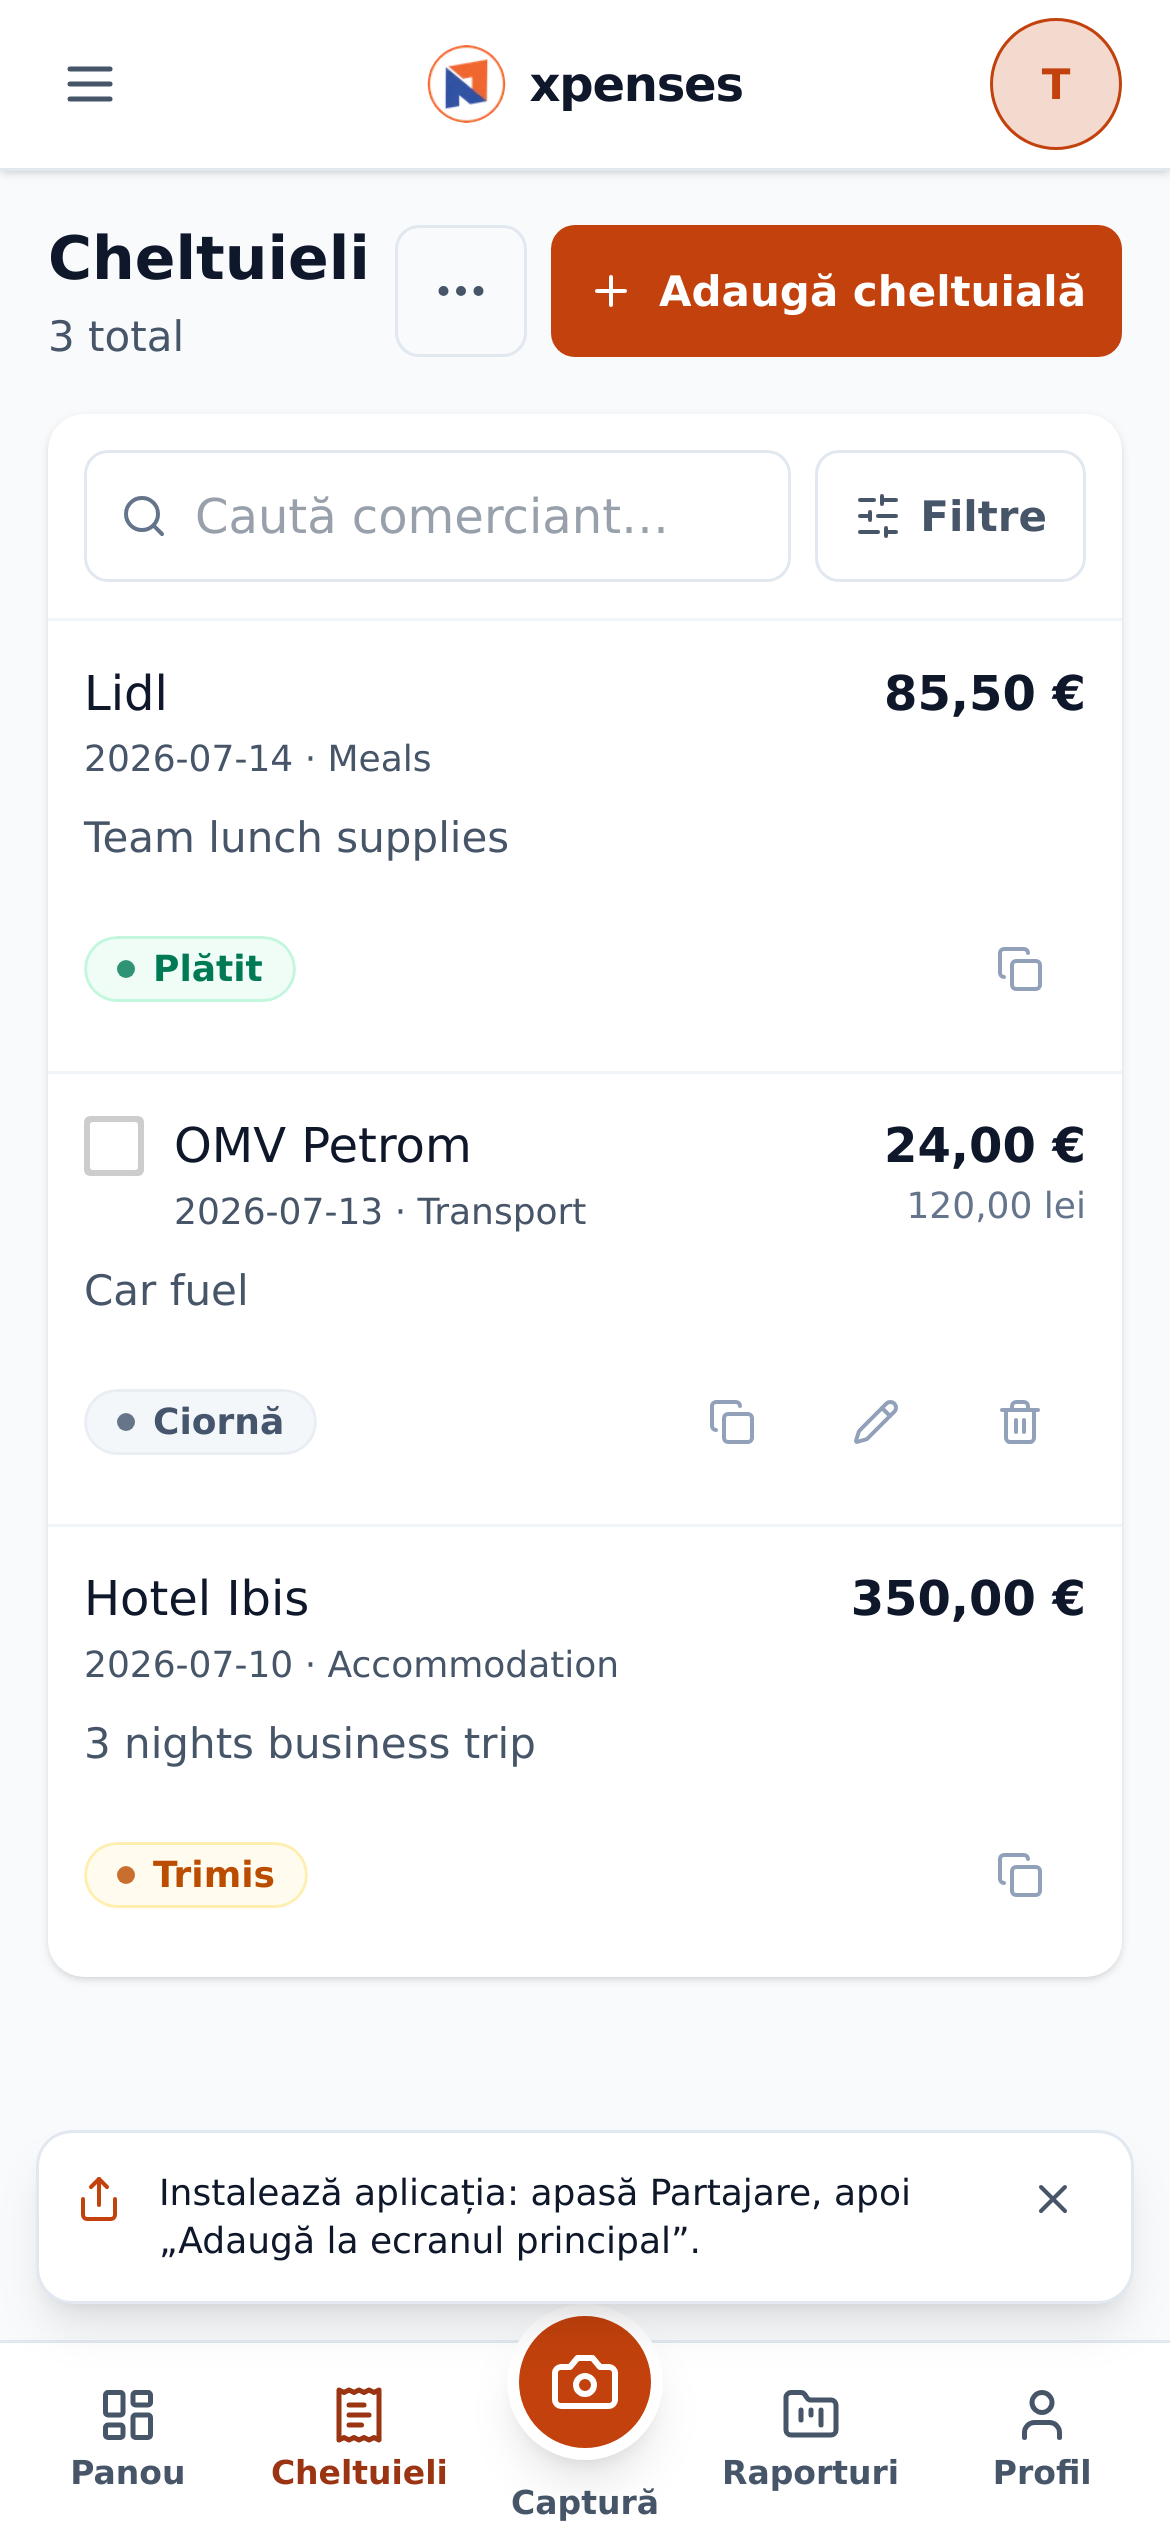 xpenses
T
Cheltuieli
3 total
Adaugă cheltuială
Caută comerciant...
Filtre
Lidl
85,50 €
2026-07-14 · Meals
Team lunch supplies
Plătit
OMV Petrom
24,00 €
2026-07-13 · Transport
120,00 lei
Car fuel
Ciornă
Hotel Ibis
350,00 €
2026-07-10 · Accommodation
3 nights business trip
Trimis
Instalează aplicația: apasă Partajare, apoi
„Adaugă la ecranul principal”.
Panou
Cheltuieli
Captură
Raporturi
Profil